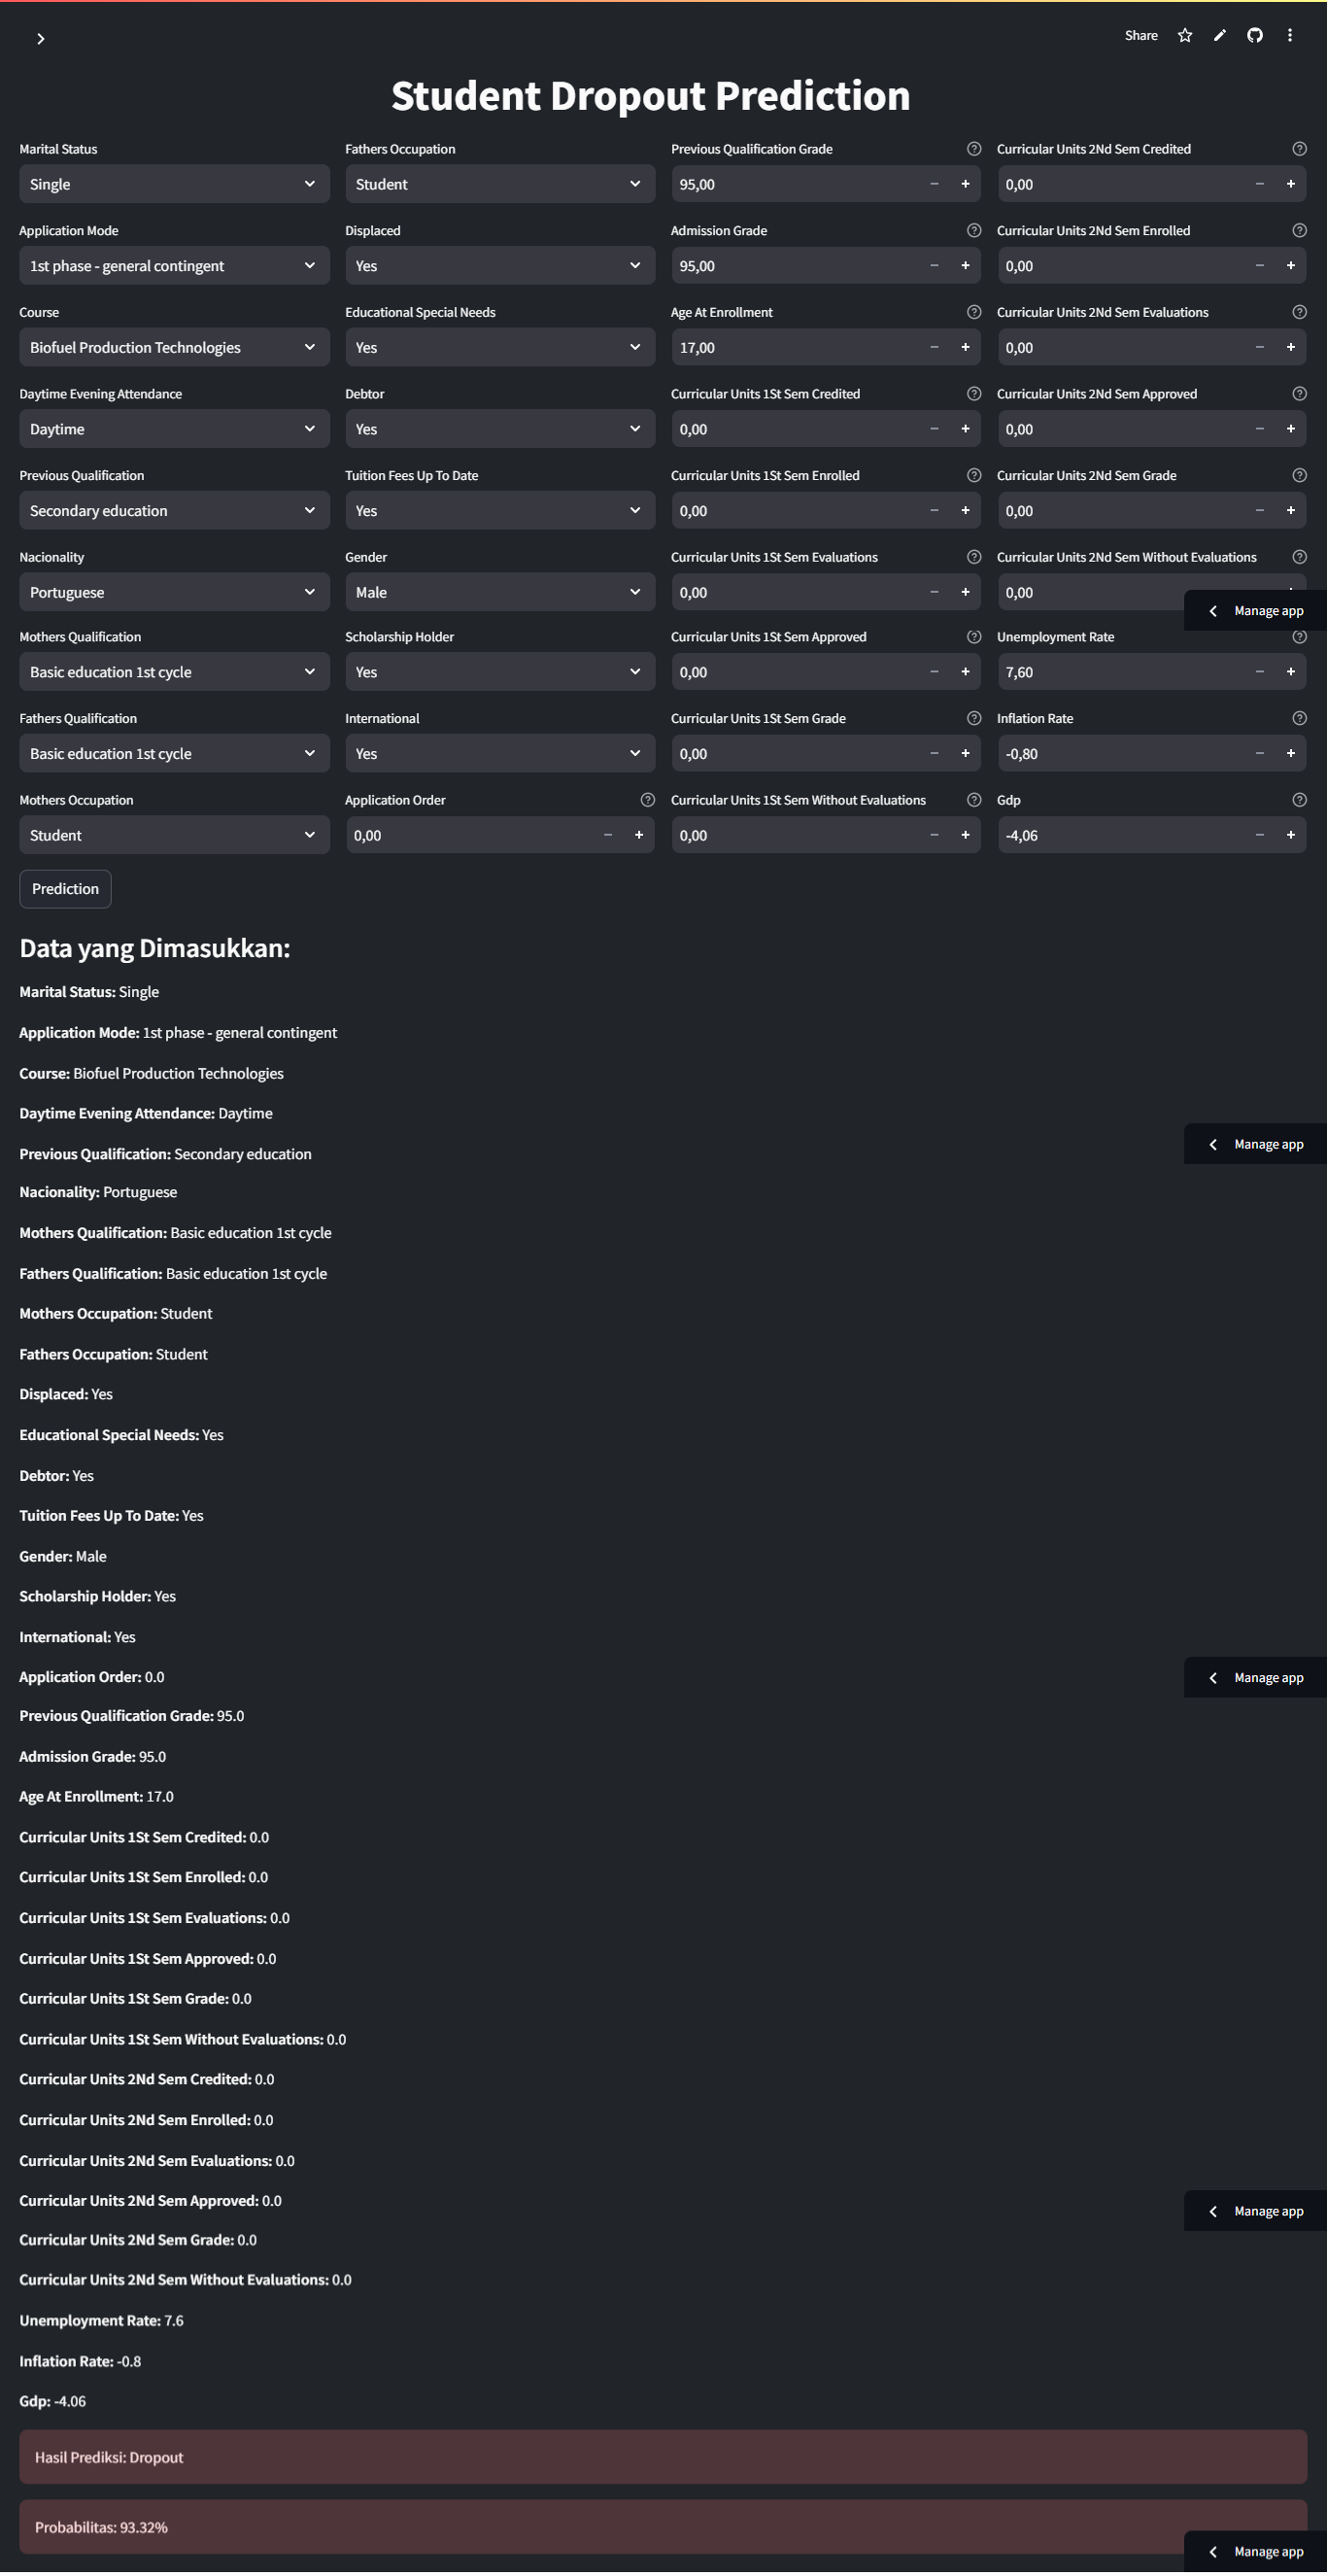 Share
Student Dropout Prediction
Marital Status
Single
Application Mode
1st phase - general contingent
Course
Biofuel Production Technologies
Daytime Evening Attendance
Daytime
Previous Qualification
Secondary education
Nacionality
Portuguese
Mothers Qualification
Basic education 1st cycle
Fathers Qualification
Basic education 1st cycle
Mothers Occupation
Student
Fathers Occupation
Student
Displaced
Yes
Educational Special Needs
Yes
Debtor
Yes
Tuition Fees Up To Date
Yes
Gender
Male
Scholarship Holder
Yes
International
Yes
Application Order
0,00
Previous Qualification Grade
95,00
Admission Grade
95,00
Age At Enrollment
17,00
Curricular Units 1St Sem Credited
0,00
Curricular Units 1St Sem Enrolled
0,00
Curricular Units 1St Sem Evaluations
0,00
Curricular Units 1St Sem Approved
0,00
Curricular Units 1St Sem Grade
0,00
Curricular Units 1St Sem Without Evaluations
0,00
Curricular Units 2Nd Sem Credited
0,00
Curricular Units 2Nd Sem Enrolled
0,00
Curricular Units 2Nd Sem Evaluations
0,00
Curricular Units 2Nd Sem Approved
0,00
Curricular Units 2Nd Sem Grade
0,00
Curricular Units 2Nd Sem Without Evaluations
0,00
Manage app
Unemployment Rate
7,60
Inflation Rate
-0,80
Gdp
-4,06
Prediction
Data yang Dimasukkan:
Marital Status: Single
Application Mode: 1st phase - general contingent
Course: Biofuel Production Technologies
Daytime Evening Attendance: Daytime
Manage app
Previous Qualification: Secondary education
Nacionality: Portuguese
Mothers Qualification: Basic education 1st cycle
Fathers Qualification: Basic education 1st cycle
Mothers Occupation: Student
Fathers Occupation: Student
Displaced: Yes
Educational Special Needs: Yes
Debtor: Yes
Tuition Fees Up To Date: Yes
Gender: Male
Scholarship Holder: Yes
International: Yes
Application Order: 0.0
Manage app
Previous Qualification Grade: 95.0
Admission Grade: 95.0
Age At Enrollment: 17.0
Curricular Units 1St Sem Credited: 0.0
Curricular Units 1St Sem Enrolled: 0.0
Curricular Units 1St Sem Evaluations: 0.0
Curricular Units 1St Sem Approved: 0.0
Curricular Units 1St Sem Grade: 0.0
Curricular Units 1St Sem Without Evaluations: 0.0
Curricular Units 2Nd Sem Credited: 0.0
Curricular Units 2Nd Sem Enrolled: 0.0
Curricular Units 2Nd Sem Evaluations: 0.0
Curricular Units 2Nd Sem Approved: 0.0
Manage app
Curricular Units 2Nd Sem Grade: 0.0
Curricular Units 2Nd Sem Without Evaluations: 0.0
Unemployment Rate: 7.6
Inflation Rate: -0.8
Gdp: -4.06
Hasil Prediksi: Dropout
Probabilitas: 93.32%
Manage app